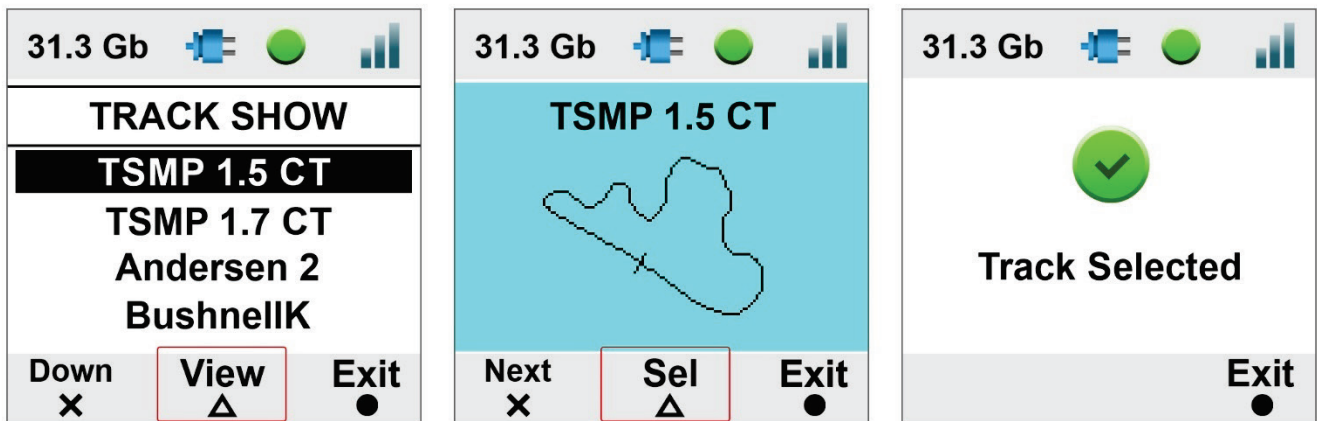 31.3 Gb
TRACK SHOW
TSMP 1.5 CT
TSMP 1.7 CT
Andersen 2
BushnellK
Down View Exit
31.3 Gb
TSMP 1.5 CT
Next Sel Exit
31.3 Gb
Track Selected
Exit